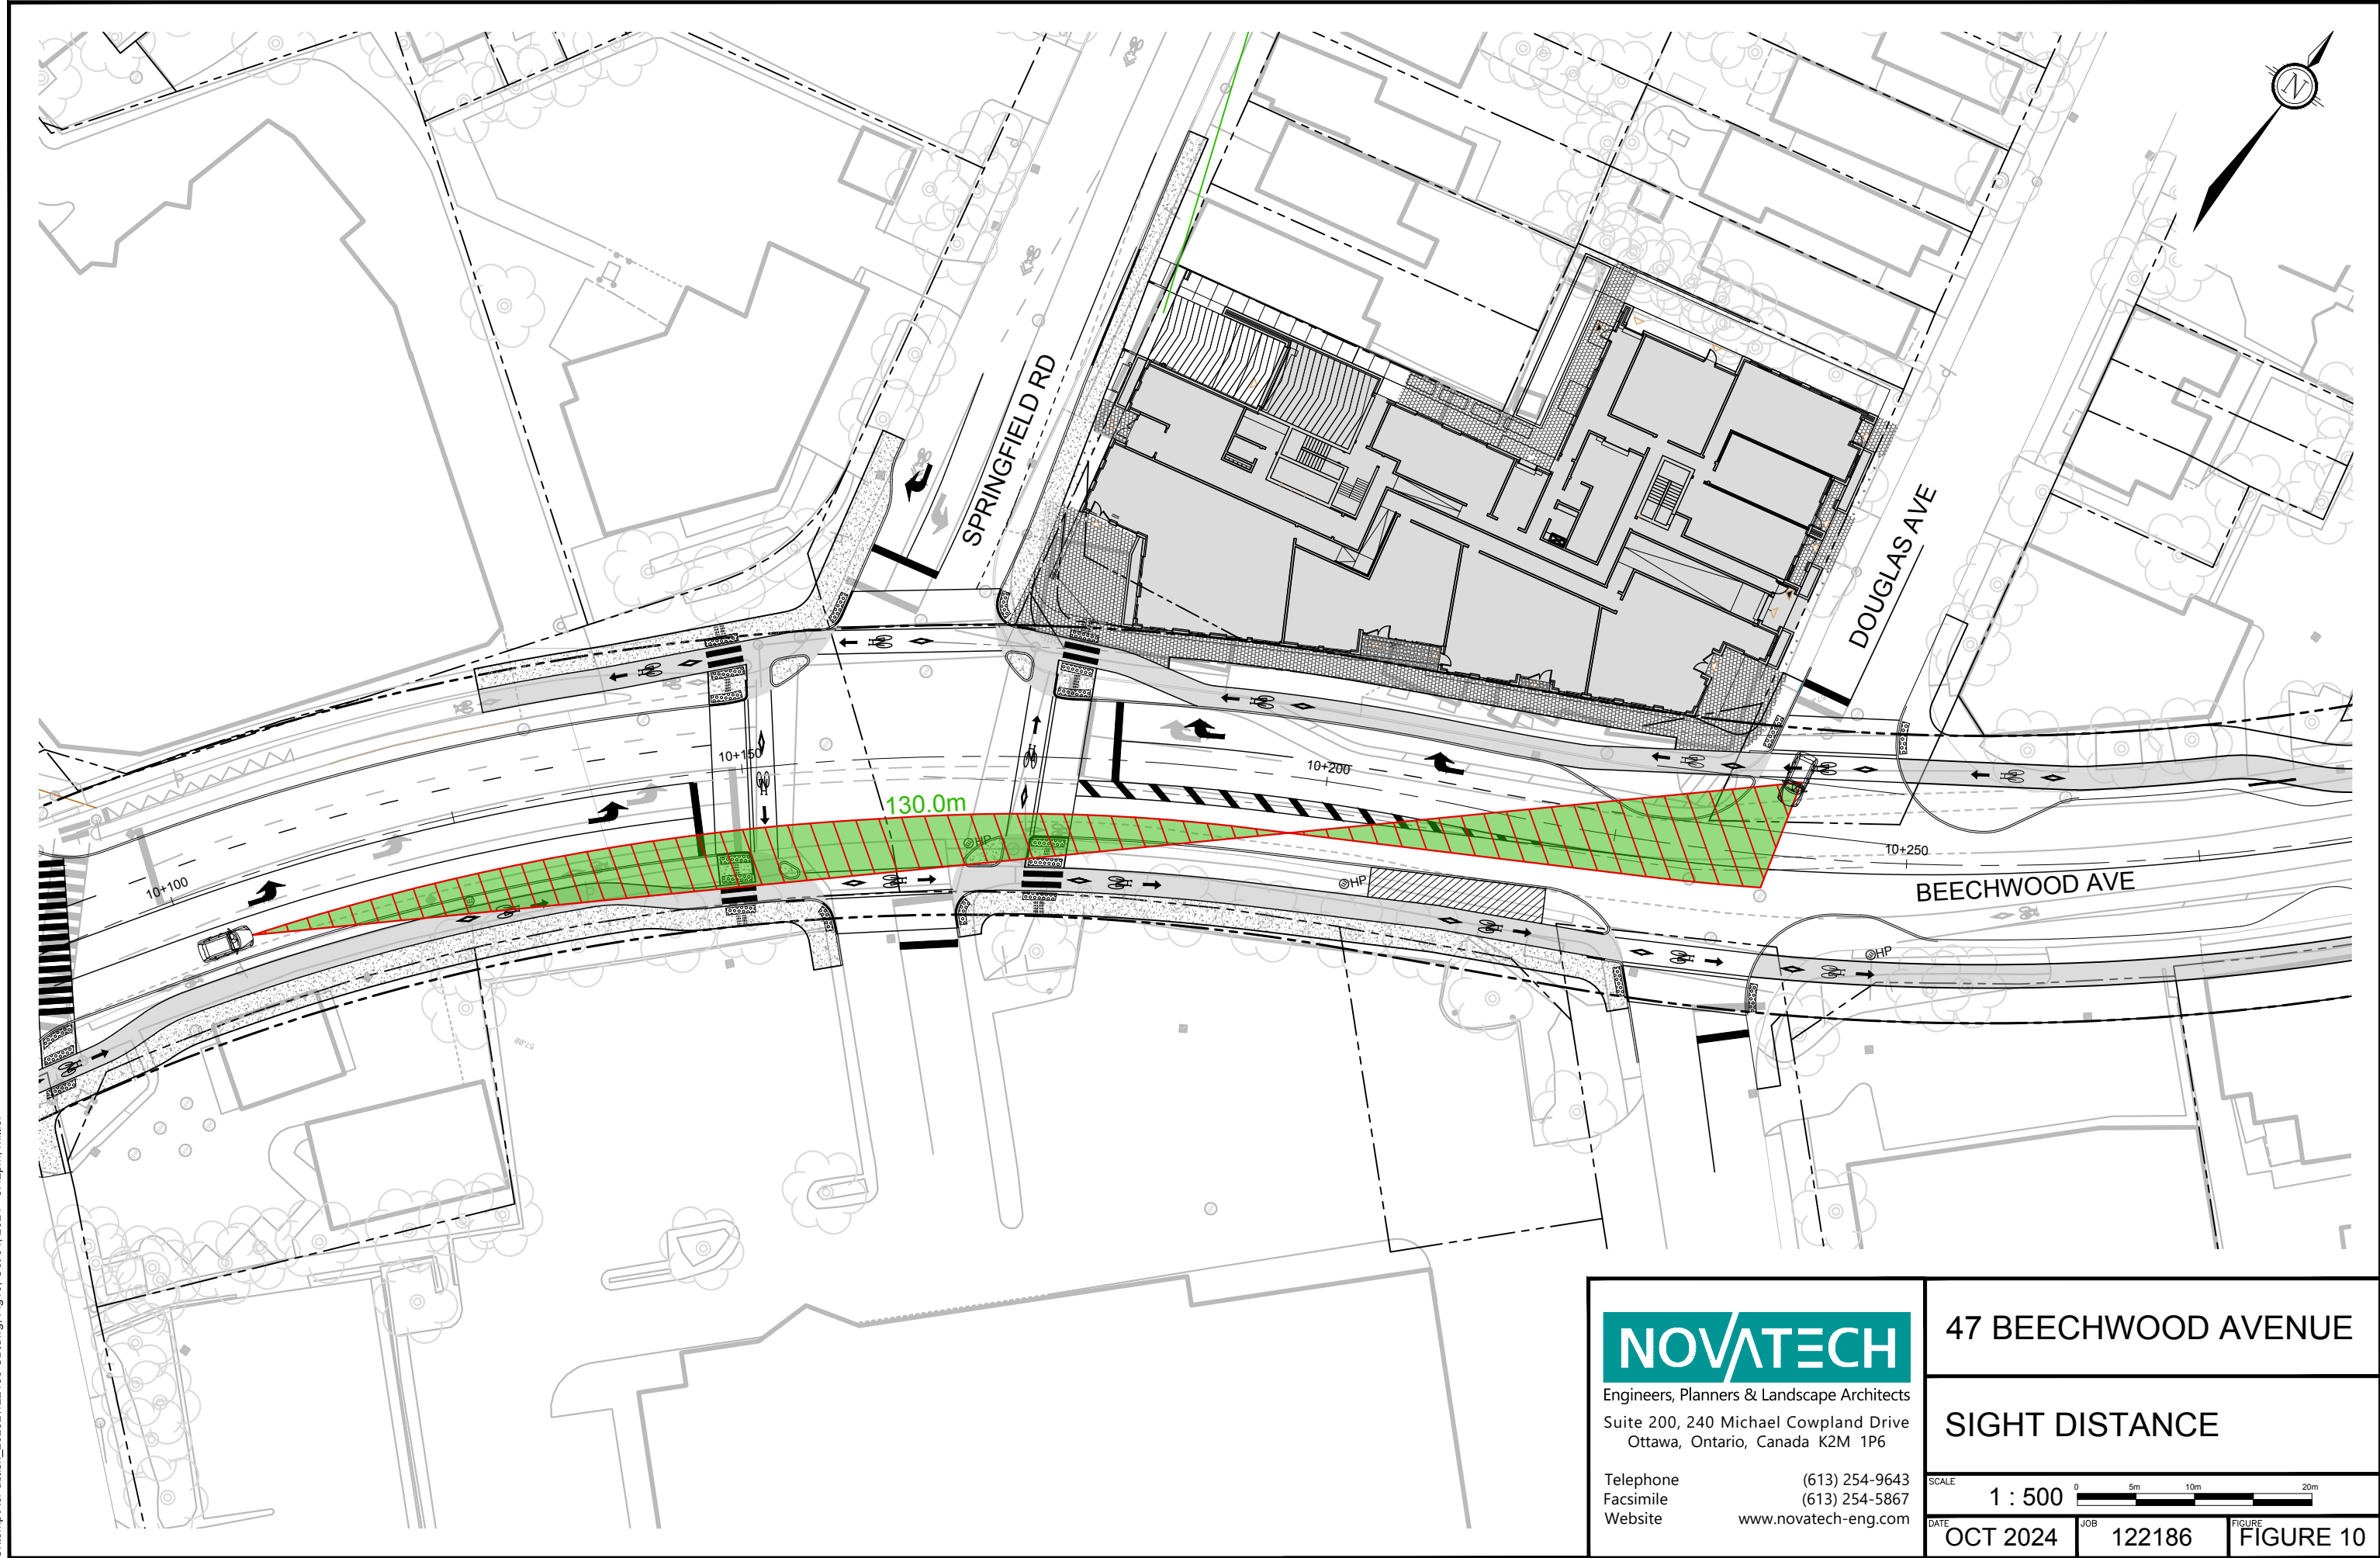 SPRINGFIELD RD
DOUGLAS AVE
N
10+150
10+200
130.0m
HP
10+100
10+250
BEECHWOOD AVE
HP
HP
57.00
NOVATECH
Engineers, Planners & Landscape Architects
Suite 200, 240 Michael Cowpland Drive
Ottawa, Ontario, Canada K2M 1P6
Telephone (613) 254-9643
Facsimile (613) 254-5867
Website www.novatech-eng.com
47 BEECHWOOD AVENUE
SIGHT DISTANCE
SCALE
1 : 500
0 5m 10m 20m
DATE
OCT 2024
JOB
122186
FIGURE
FIGURE 10